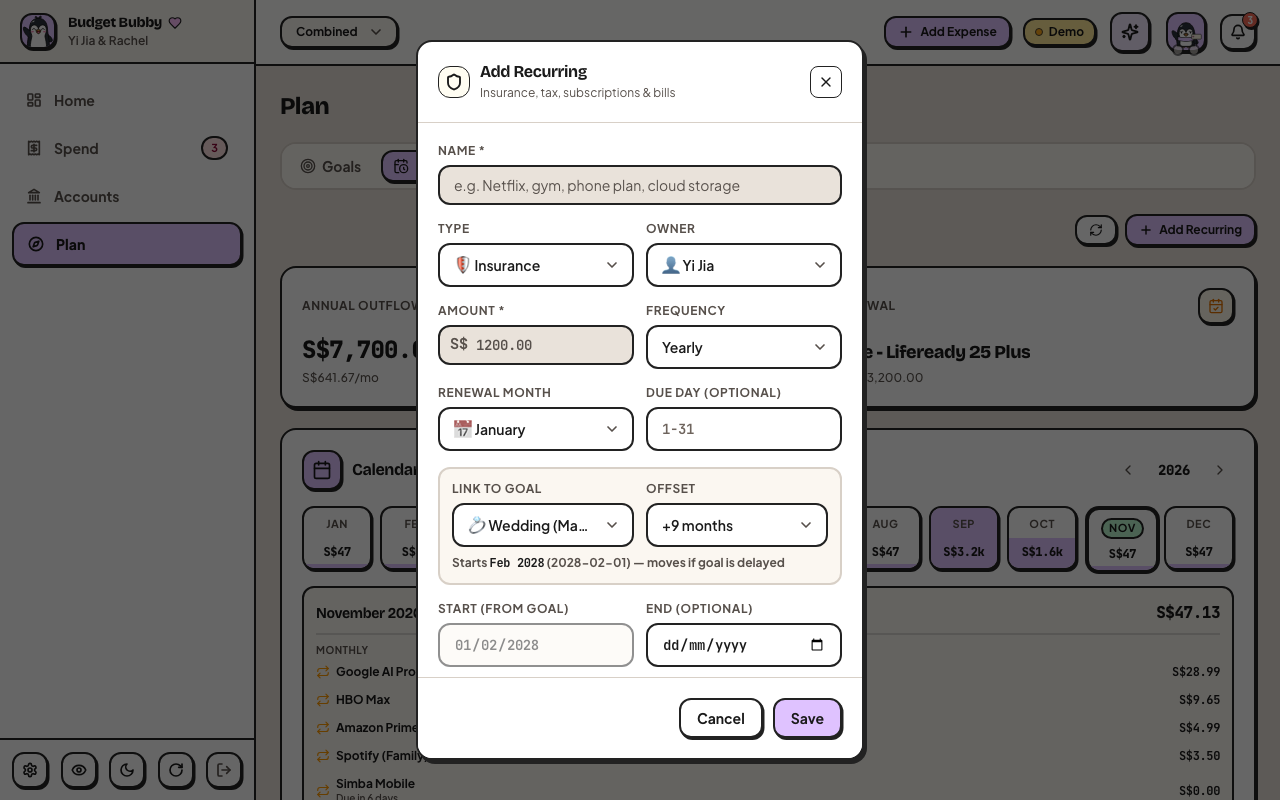 Budget Bubby
Yi Jia & Rachel
Combined
Add Expense
Demo
3
Home
Spend
3
Accounts
Plan
Plan
Goals
Add Recurring
ANNUAL OUTFLOW
S$7,700.0
S$641.67/mo
WAL
e - Lifeready 25 Plus
3,200.00
Calendar
2026
JAN
S$47
FE
S$
AUG
S$47
SEP
S$3.2k
OCT
S$1.6k
NOV
S$47
DEC
S$47
November 2026
S$47.13
MONTHLY
Google AI Pro
S$28.99
HBO Max
S$9.65
Amazon Prime
S$4.99
Spotify (Family)
S$3.50
Simba Mobile
Due in 6 days
S$0.00
Add Recurring
Insurance, tax, subscriptions & bills
NAME *
e.g. Netflix, gym, phone plan, cloud storage
TYPE
OWNER
Insurance
Yi Jia
AMOUNT *
FREQUENCY
S$ 1200.00
Yearly
RENEWAL MONTH
DUE DAY (OPTIONAL)
January
1-31
LINK TO GOAL
OFFSET
Wedding (Ma...
+9 months
Starts Feb 2028 (2028-02-01) — moves if goal is delayed
START (FROM GOAL)
END (OPTIONAL)
01/02/2028
dd/mm/yyyy
Cancel
Save